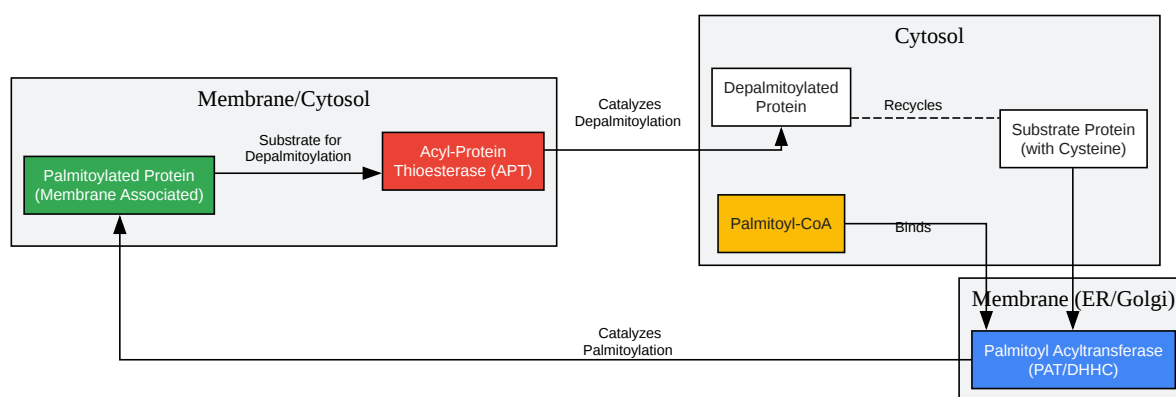 Cytosol
Depalmitoylated
Protein
Recycles
Substrate Protein
(with Cysteine)
Palmitoyl-CoA
Binds
Membrane/Cytosol
Substrate for
Depalmitoylation
Acyl-Protein
Thioesterase (APT)
Palmitoylated Protein
(Membrane Associated)
Catalyzes
Depalmitoylation
Membrane (ER/Golgi)
Palmitoyl Acyltransferase
(PAT/DHHC)
Catalyzes
Palmitoylation